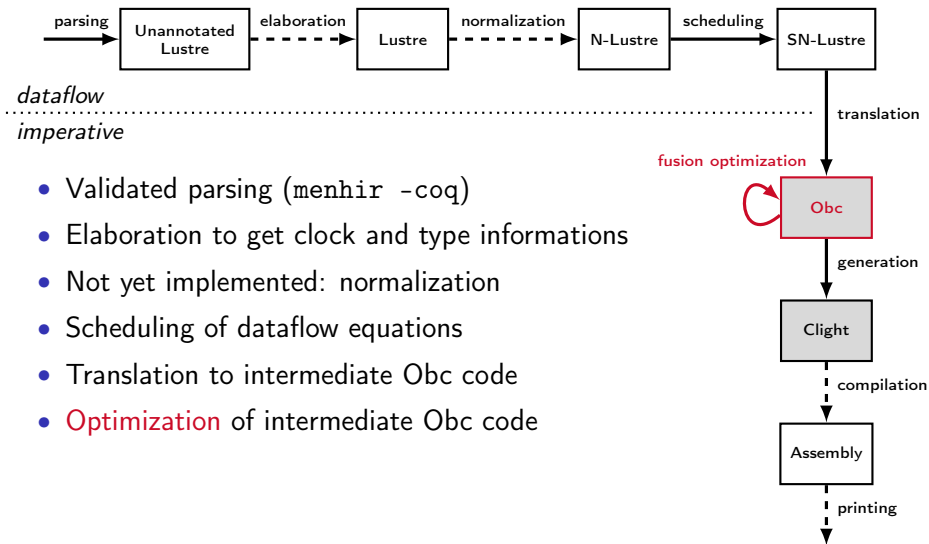 parsing
Unannotated
Lustre
elaboration
Lustre
normalization
N-Lustre
scheduling
SN-Lustre
dataflow
imperative
translation
fusion optimization
Obc
generation
Clight
compilation
Assembly
printing
• Validated parsing (menhir -coq)
• Elaboration to get clock and type informations
• Not yet implemented: normalization
• Scheduling of dataflow equations
• Translation to intermediate Obc code
• Optimization of intermediate Obc code